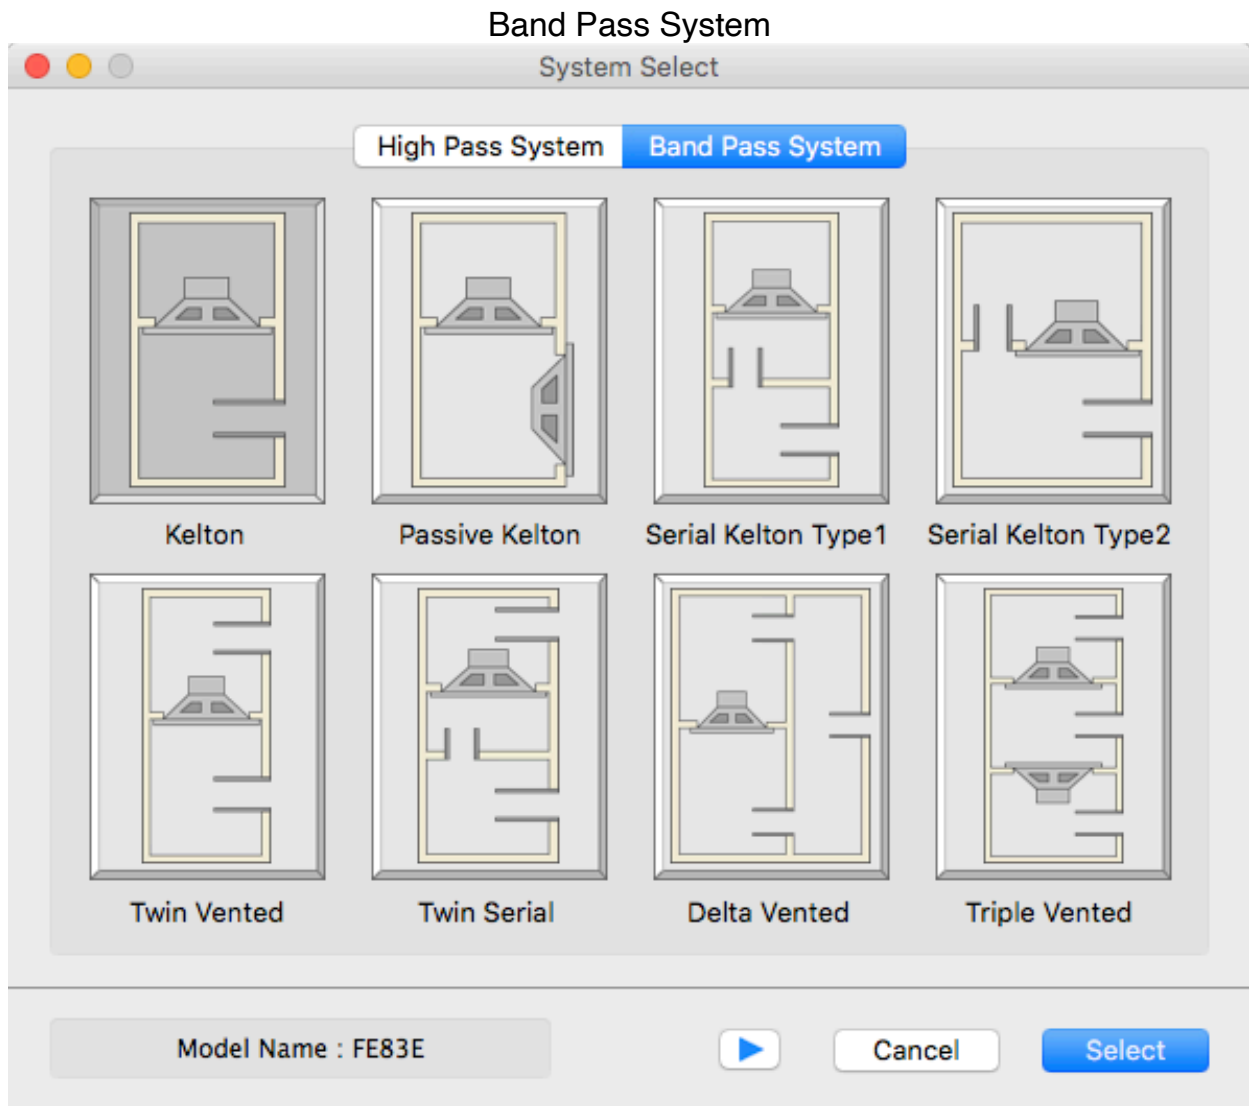 Band Pass System
System Select
High Pass System Band Pass System
Kelton Passive Kelton Serial Kelton Type1 Serial Kelton Type2
Twin Vented Twin Serial Delta Vented Triple Vented
Model Name : FE83E Cancel Select